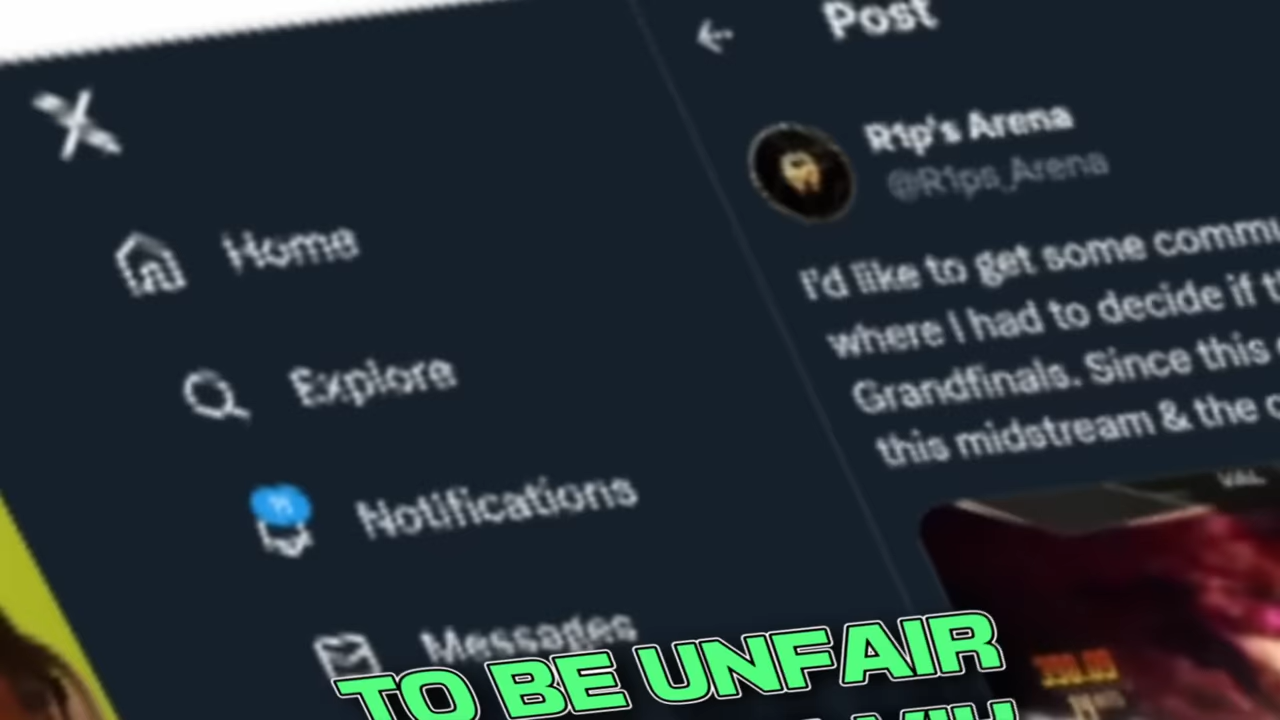 Post
R1p's Arena
@R1ps_Arena
I'd like to get some
where I had to decide if
Grandfinals. Since this
this midstream & the
Home
Explore
Notifications
Messages
TO BE UNFAIR